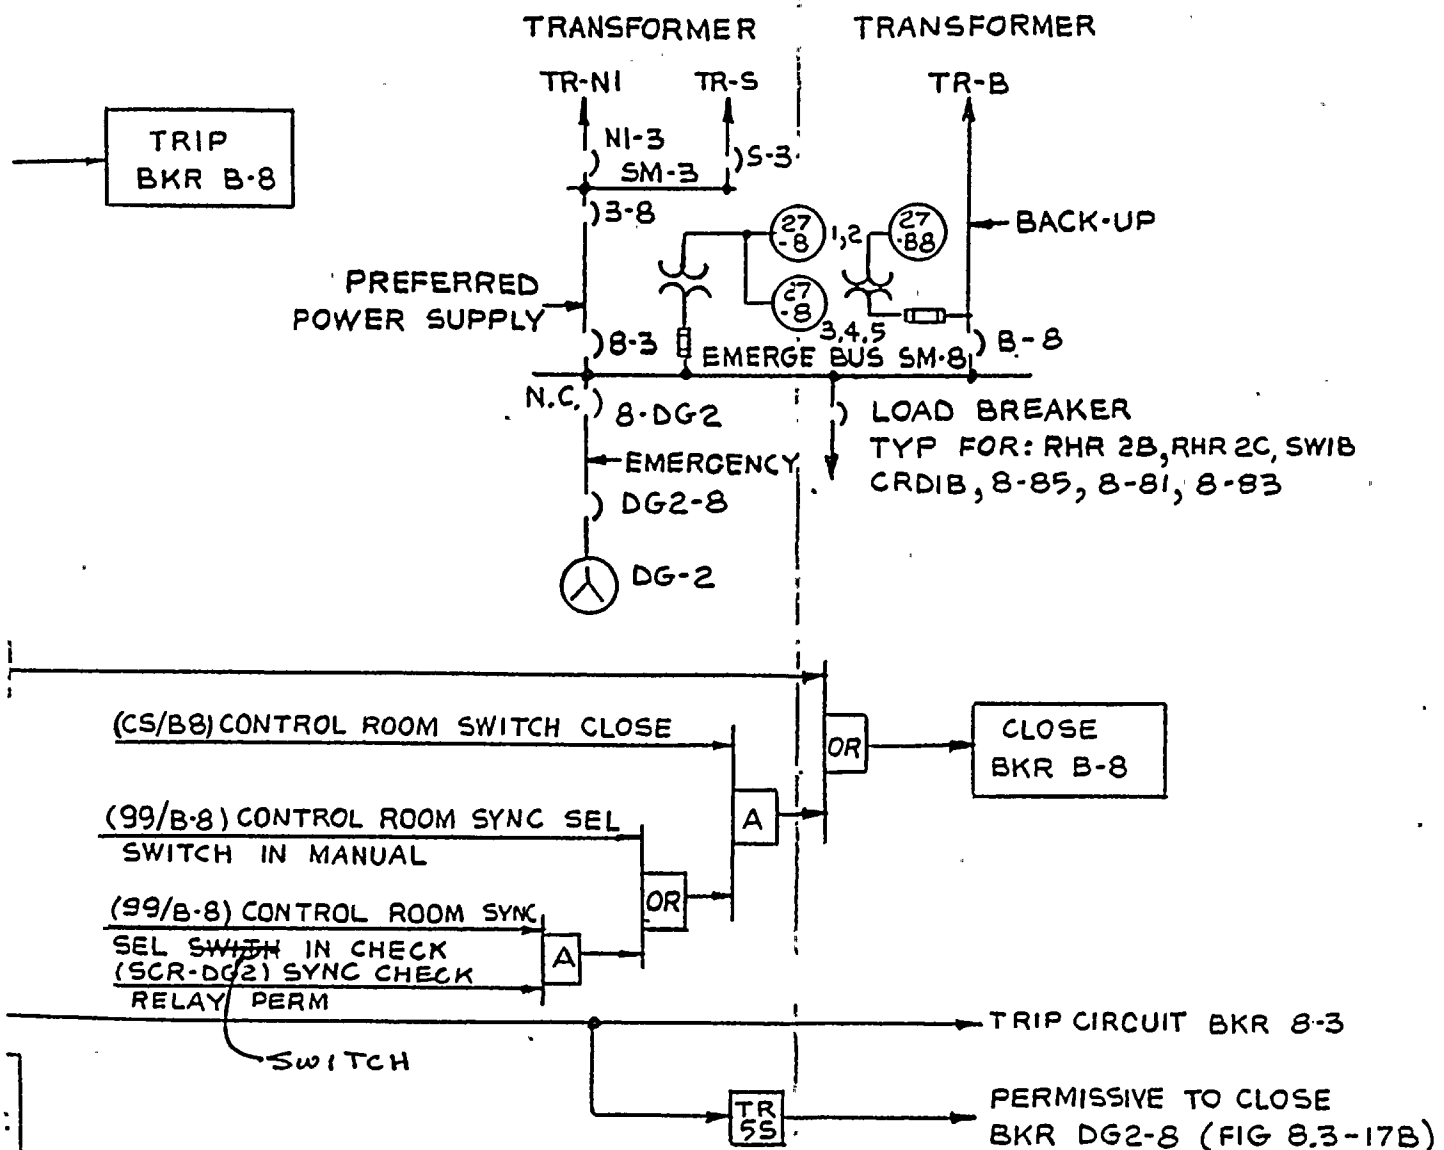 TRANSFORMER TRANSFORMER
TR-N1 TR-S TR-B
TRIP
BKR B-8
N1-3
S-3
SM-3
3-8
27
-8
1,2
27
-B8
BACK-UP
PREFERRED
POWER SUPPLY
27
-8
3,4,5
8-3
EMERGE BUS SM-8
B-8
N.C.
8-DG2
LOAD BREAKER
TYP FOR: RHR 2B, RHR 2C, SW1B
CRD1B, 8-85, 8-81, 8-83
EMERGENCY
DG2-8
DG-2
(CS/B8) CONTROL ROOM SWITCH CLOSE
OR
CLOSE
BKR B-8
A
(99/B-8) CONTROL ROOM SYNC SEL
SWITCH IN MANUAL
OR
(99/B-8) CONTROL ROOM SYNC
SEL SWITH IN CHECK
A
(SCR-DG2) SYNC CHECK
RELAY PERM
TRIP CIRCUIT BKR 8-3
SWITCH
TR
5S
PERMISSIVE TO CLOSE
BKR DG2-8 (FIG 8.3-17B)